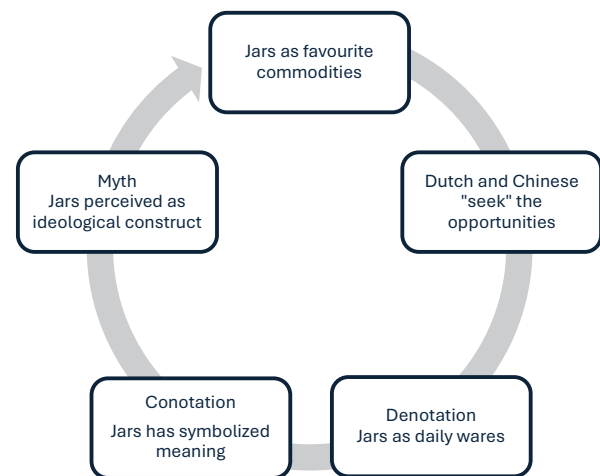 Jars as favourite
commodities
Dutch and Chinese
"seek" the
opportunities
Denotation
Jars as daily wares
Conotation
Jars has symbolized
meaning
Myth
Jars perceived as
ideological construct